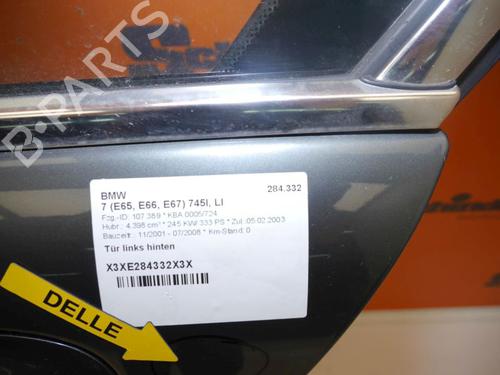 B-PARTS
BMW
284.332
7 (E65, E66, E67) 745I, LI
Fzg.-ID: 107.389 * KBA 0005/724
Hubr.: 4.398 cm³ * 245 KW 333 PS * Zul.:05.02.2003
Bauzeitr.: 11/2001 - 07/2008 * Km-Stand: 0
Tür links hinten
X3XE284332X3X
DELLE